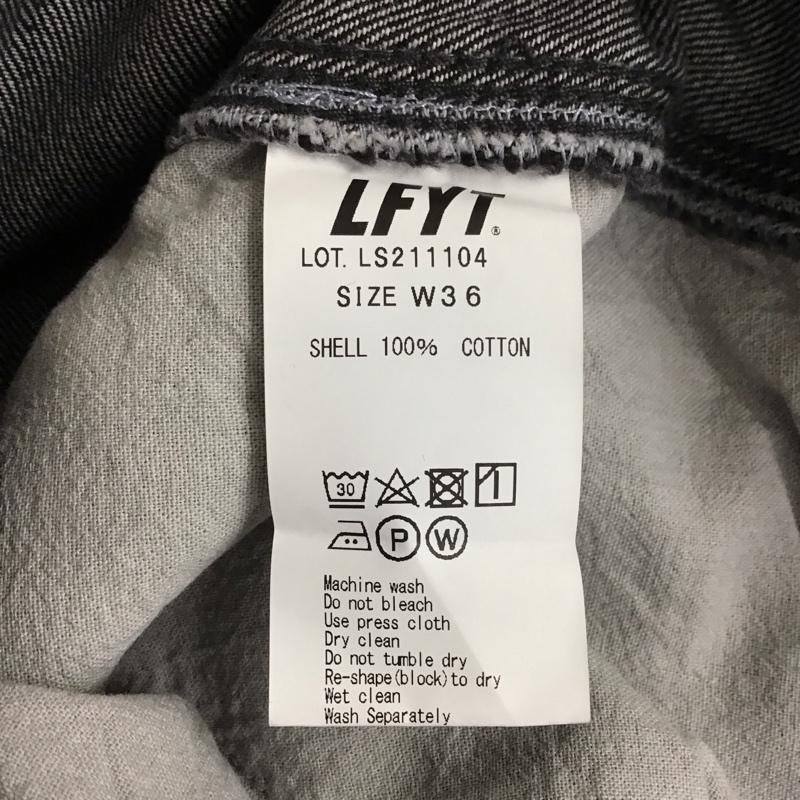 LFYT®
LOT. LS211104
SIZE W36
SHELL 100% COTTON
30
P W
Machine wash
Do not bleach
Use press cloth
Dry clean
Do not tumble dry
Re-shape(block)to dry
Wet clean
Wash Separately